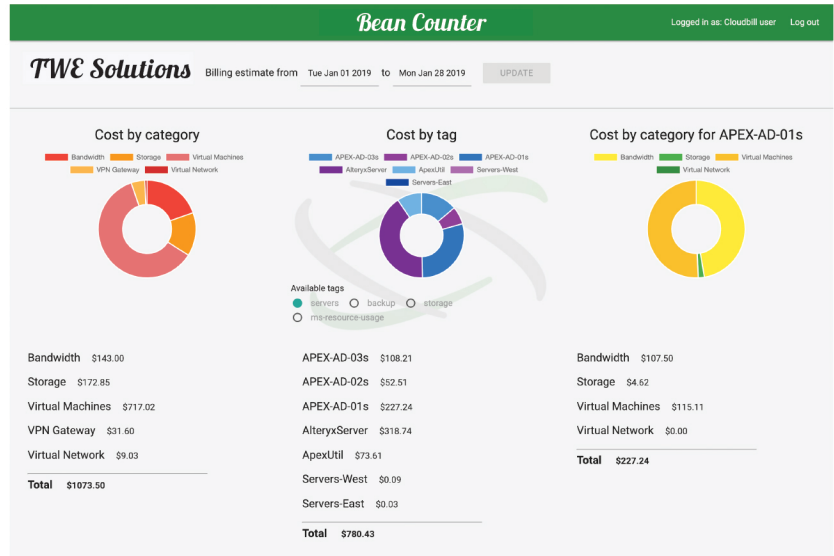 Bean Counter
Logged in as: Cloudbill user Log out
TWE Solutions Billing estimate from Tue Jan 01 2019 to Mon Jan 28 2019 UPDATE
Cost by category
Bandwidth Storage Virtual Machines
VPN Gateway Virtual Network
Cost by tag
APEX-AD-03s APEX-AD-02s APEX-AD-01s
AlteryxServer ApexUtil Servers-West
Servers-East
Cost by category for APEX-AD-01s
Bandwidth Storage Virtual Machines
Virtual Network
Available tags
servers backup storage
ms-resource-usage
Bandwidth $143.00
Storage $172.85
Virtual Machines $717.02
VPN Gateway $31.60
Virtual Network $9.03
Total $1073.50
APEX-AD-03s $108.21
APEX-AD-02s $52.51
APEX-AD-01s $227.24
AlteryxServer $318.74
ApexUtil $73.61
Servers-West $0.09
Servers-East $0.03
Total $780.43
Bandwidth $107.50
Storage $4.62
Virtual Machines $115.11
Virtual Network $0.00
Total $227.24